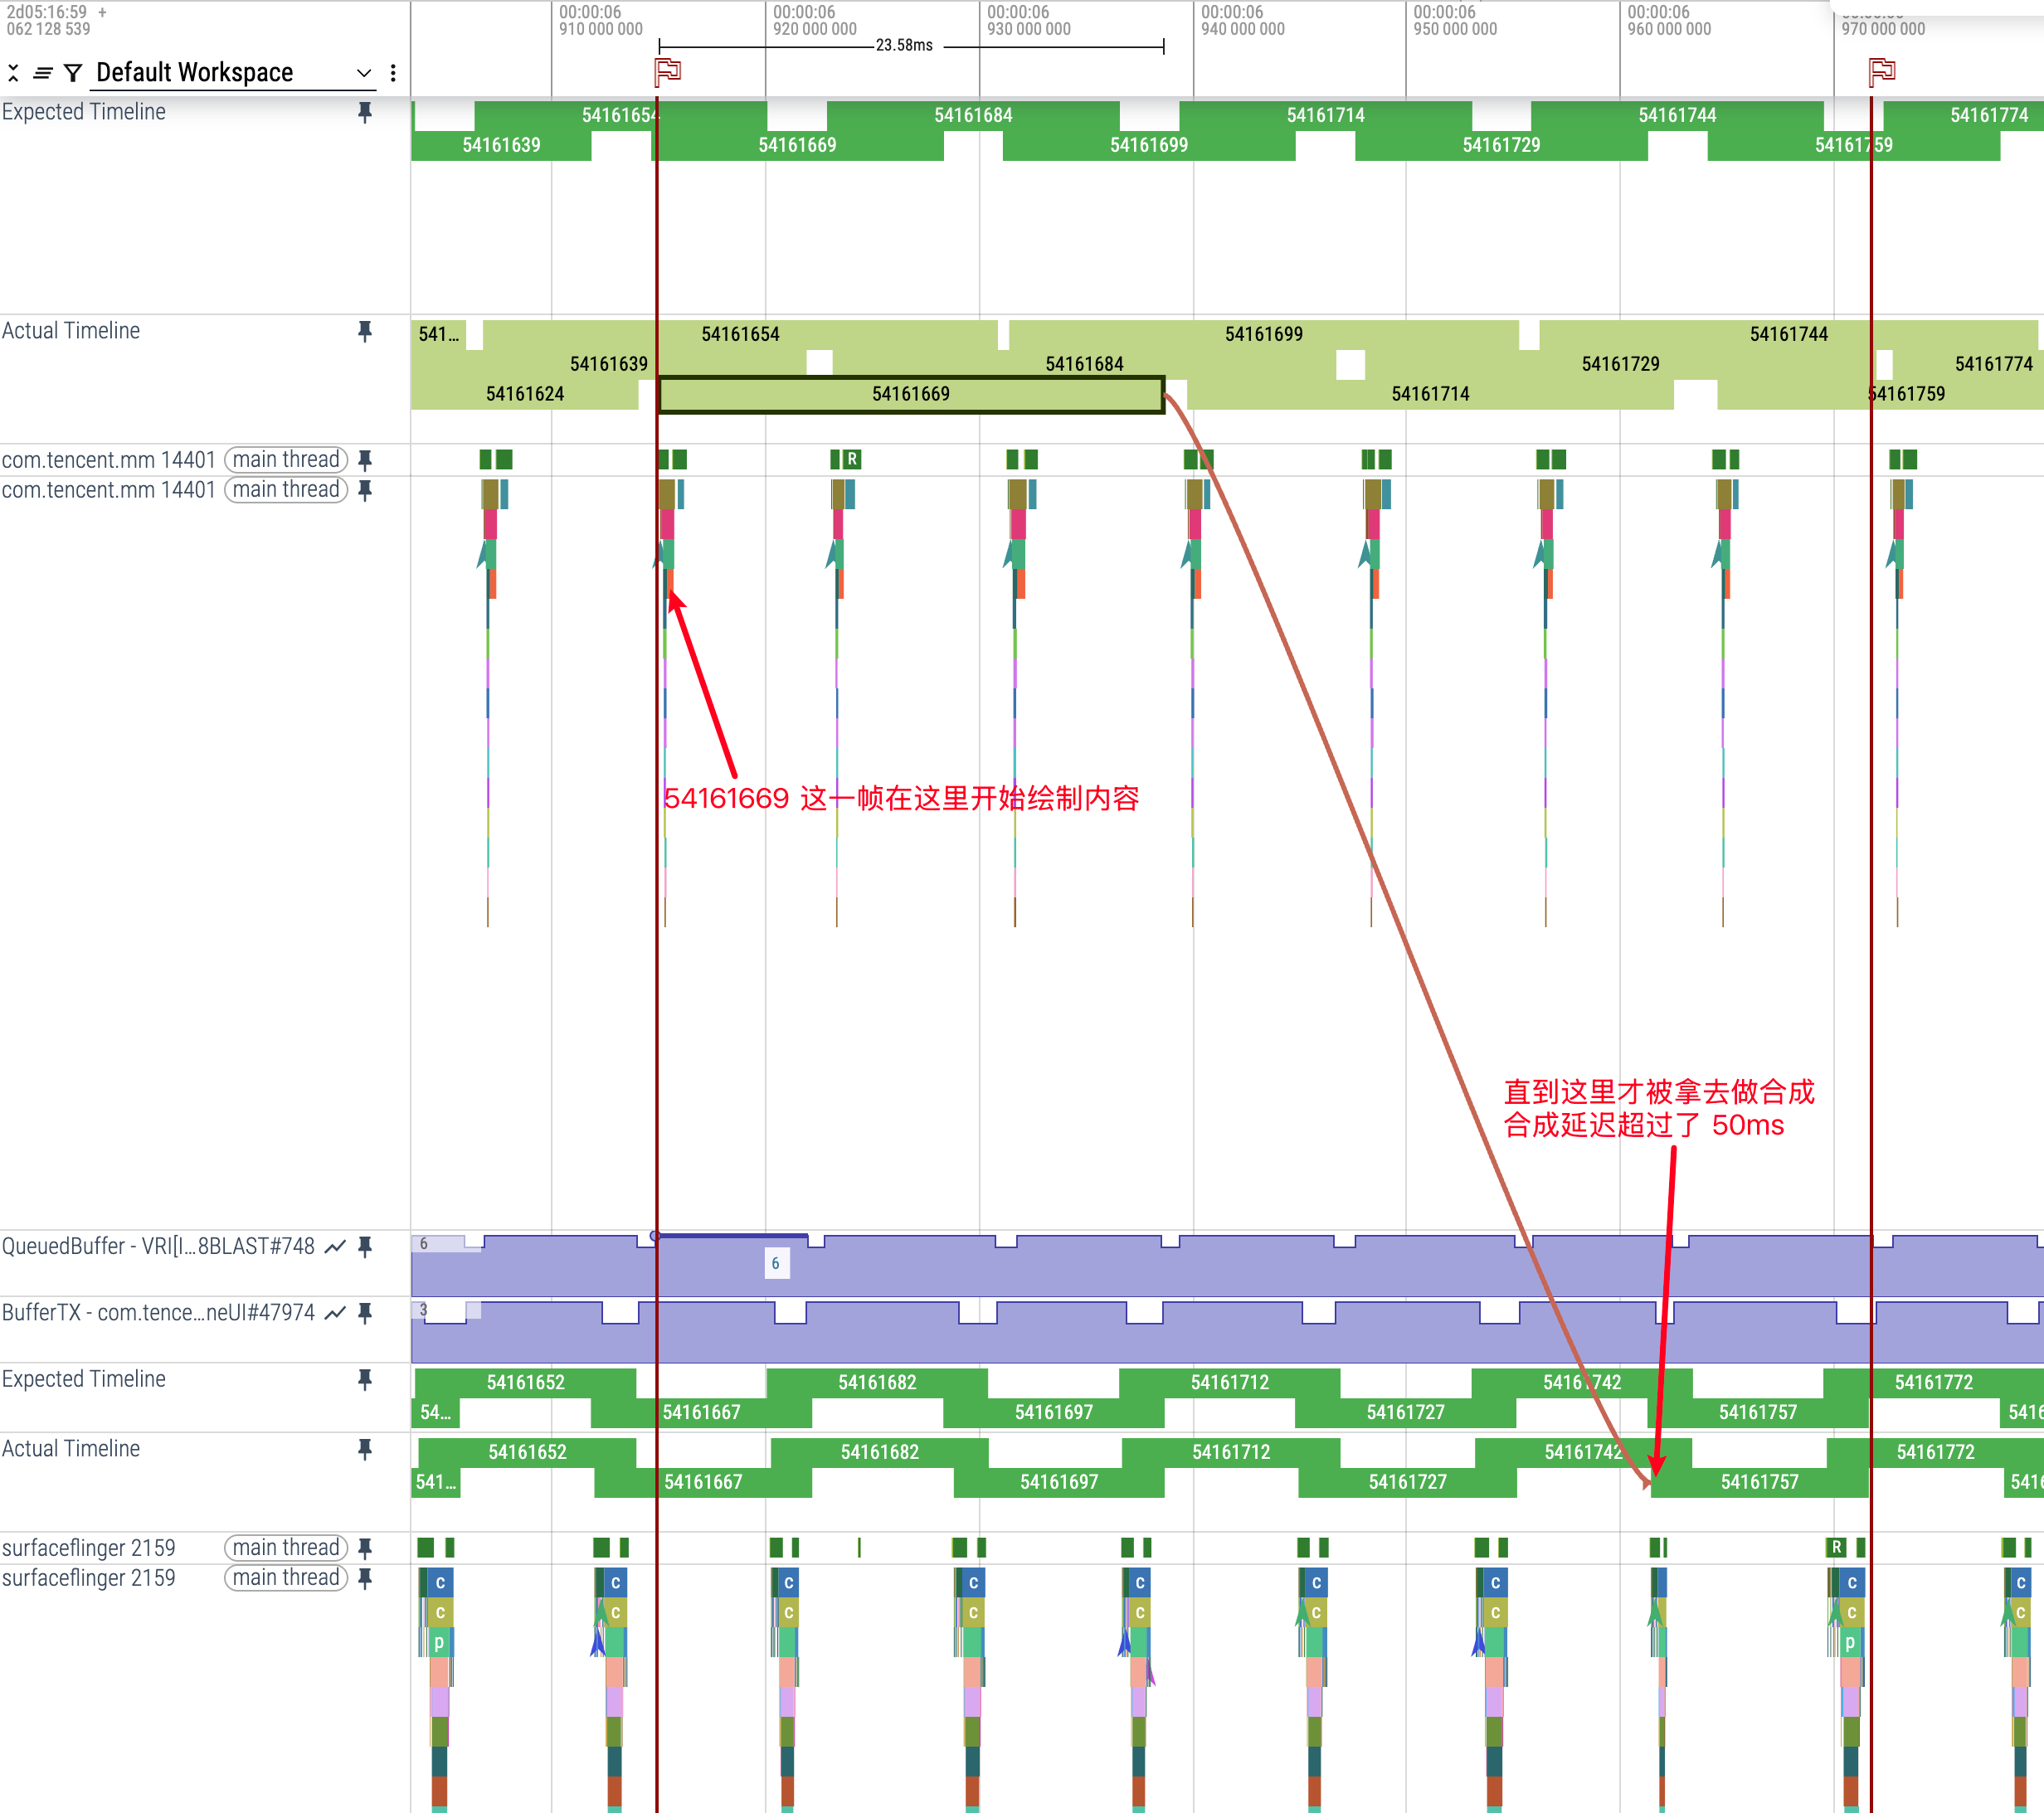 2d05:16:59 +
062 128 539
00:00:06
910 000 000
00:00:06
920 000 000
00:00:06
930 000 000
00:00:06
940 000 000
00:00:06
950 000 000
00:00:06
960 000 000
970 000 000
23.58ms
Default Workspace
Expected Timeline
54161654 54161684 54161714 54161744 54161774
54161639 54161669 54161699 54161729 54161759
Actual Timeline
541... 54161654 54161699 54161744
54161639 54161684 54161729 54161774
54161624 54161669 54161714 54161759
com.tencent.mm 14401 main thread
R
com.tencent.mm 14401 main thread
54161669 这一帧在这里开始绘制内容
直到这里才被拿去做合成
合成延迟超过了 50ms
QueuedBuffer - VRI[I...8BLAST#748
6
6
BufferTX - com.tence...neUI#47974
3
Expected Timeline
54161652 54161682 54161712 54161742 54161772
54... 54161667 54161697 54161727 54161757 5416
Actual Timeline
54161652 54161682 54161712 54161742 54161772
541... 54161667 54161697 54161727 54161757 5416
surfaceflinger 2159 main thread
R
surfaceflinger 2159 main thread
c c c c c c c c c
c c c c c c c c c
p p